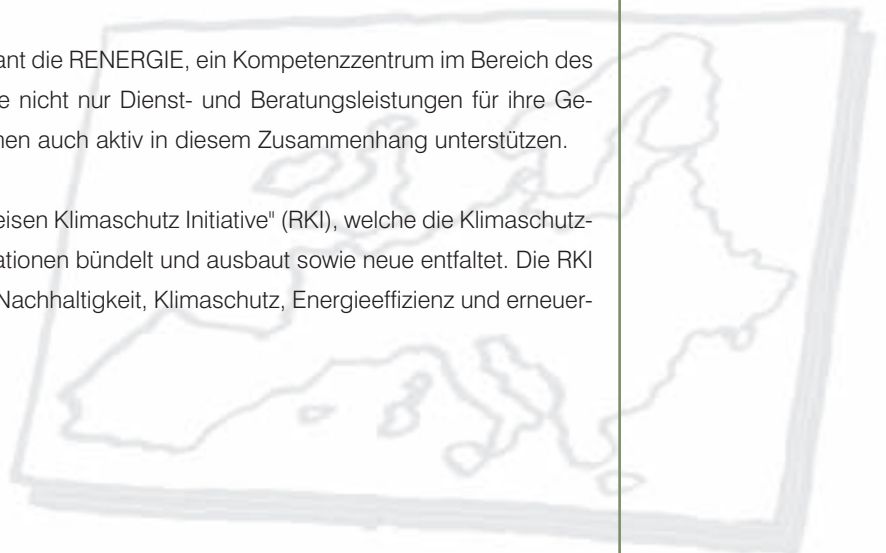 ant die RENERGIE, ein Kompetenzzentrum im Bereich des
e nicht nur Dienst- und Beratungsleistungen für ihre Ge-
nen auch aktiv in diesem Zusammenhang unterstützen.
eisen Klimaschutz Initiative" (RKI), welche die Klimaschutz-
ationen bündelt und ausbaut sowie neue entfaltet. Die RKI
Nachhaltigkeit, Klimaschutz, Energieeffizienz und erneuer-